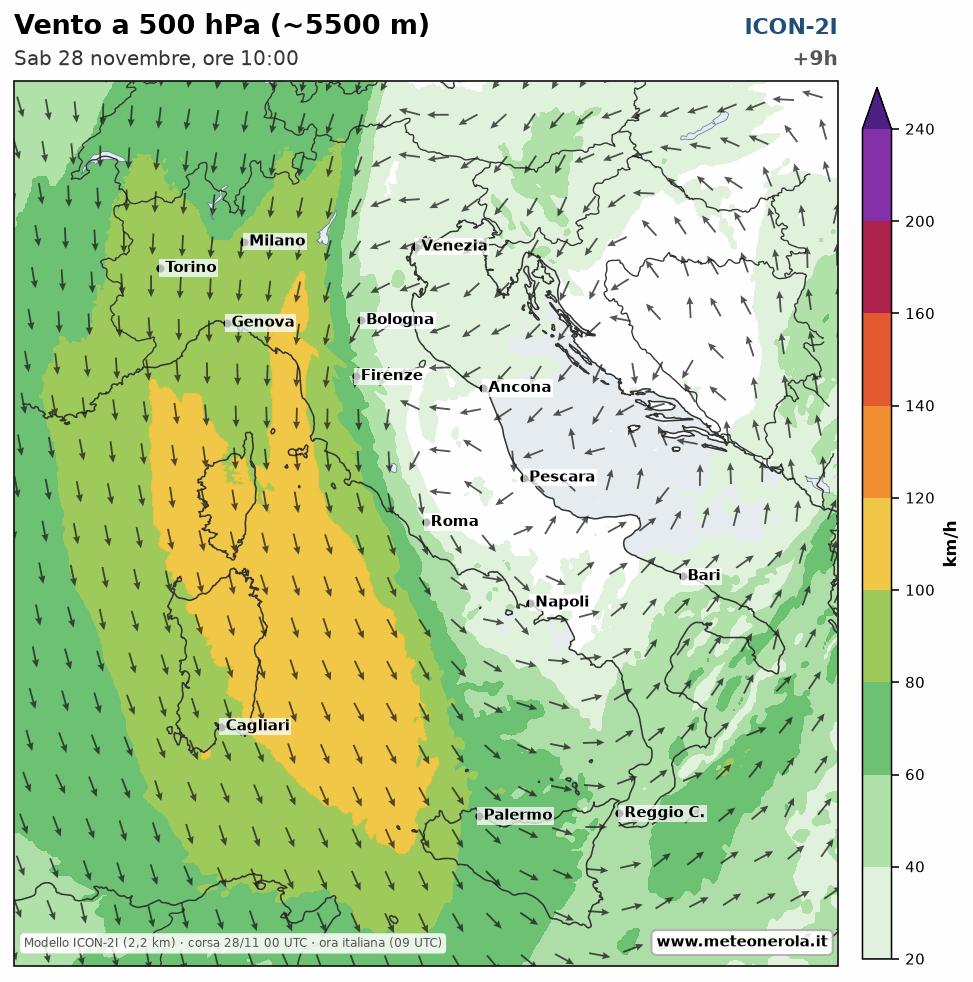 Vento a 500 hPa (~5500 m)
ICON-2I
Sab 28 novembre, ore 10:00
+9h
240
200
160
140
120
100
80
60
40
20
km/h
Milano
Venezia
Torino
Genova
Bologna
Firenze
Ancona
Pescara
Roma
Bari
Napoli
Cagliari
Palermo
Reggio C.
Modello ICON-2I (2,2 km) · corsa 28/11 00 UTC · ora italiana (09 UTC)
www.meteonerola.it